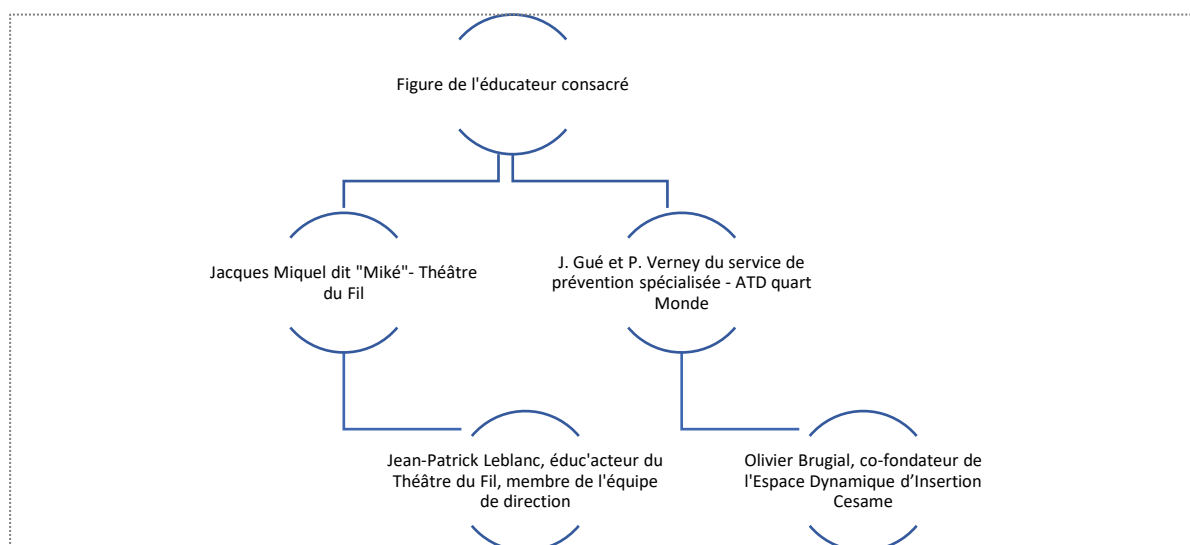 Figure de l'éducateur consacré
Jacques Miquel dit "Miké"- Théâtre
du Fil
J. Gué et P. Verney du service de
prévention spécialisée - ATD quart
Monde
Jean-Patrick Leblanc, éduc'acteur du
Théâtre du Fil, membre de l'équipe
de direction
Olivier Brugial, co-fondateur de
l'Espace Dynamique d’Insertion
Cesame